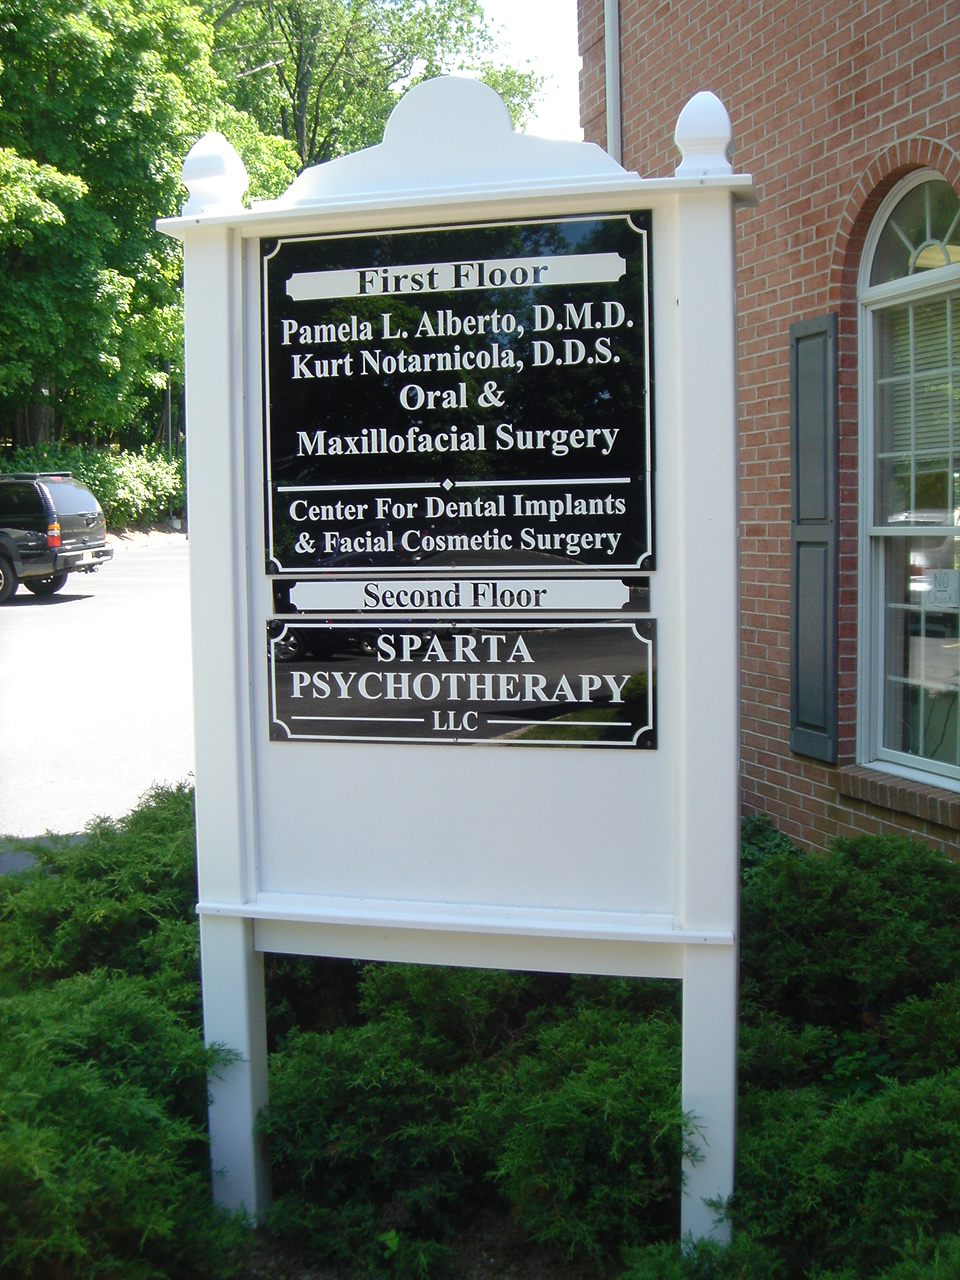 First Floor
Pamela L. Alberto, D.M.D.
Kurt Notarnicola, D.D.S.
Oral &
Maxillofacial Surgery
Center For Dental Implants
& Facial Cosmetic Surgery
Second Floor
SPARTA
PSYCHOTHERAPY
LLC
NO